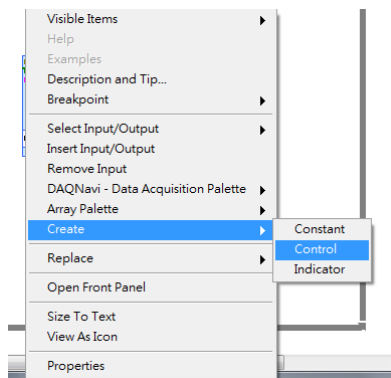 Visible Items
Help
Examples
Description and Tip...
Breakpoint
Select Input/Output
Insert Input/Output
Remove Input
DAQNavi - Data Acquisition Palette
Array Palette
Create
Constant
Control
Indicator
Replace
Open Front Panel
Size To Text
View As Icon
Properties